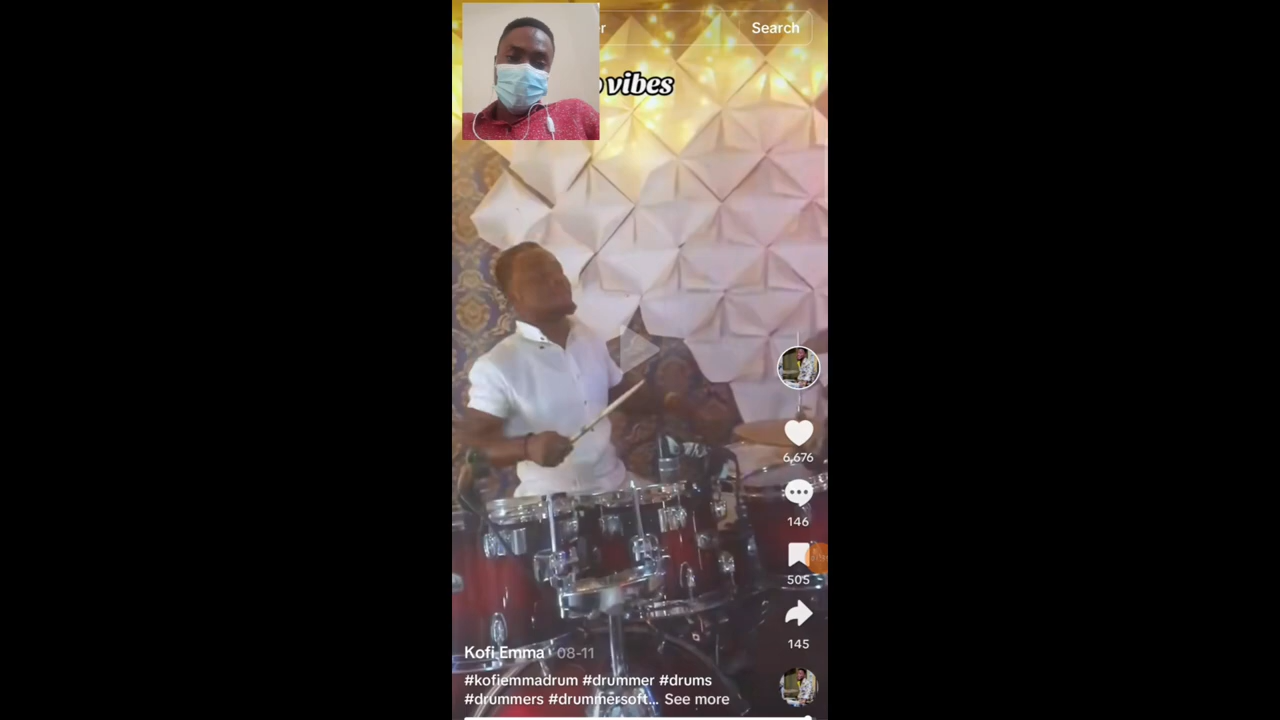 r
Search
vibes
6,676
146
505
145
Kofi Emma · 08-11
#kofiemmadrum #drummer #drums
#drummers #drummersoft... See more